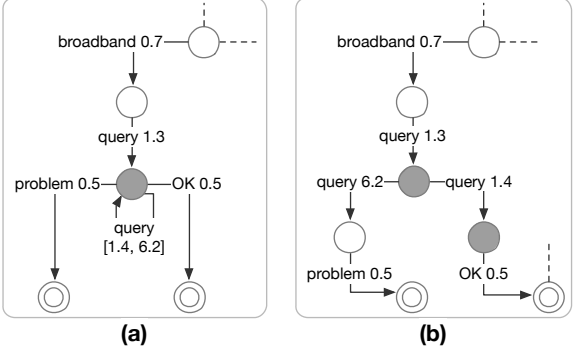 broadband 0.7
query 1.3
problem 0.5
OK 0.5
query
[1.4, 6.2]
(a)
broadband 0.7
query 1.3
query 6.2
query 1.4
problem 0.5
OK 0.5
(b)